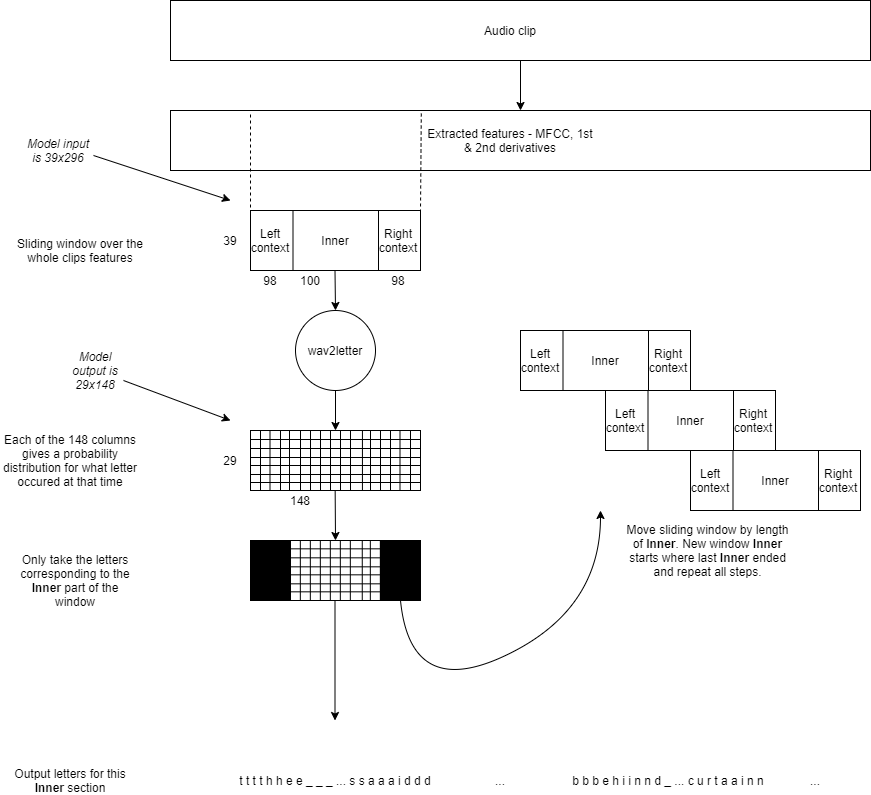 Audio clip
Extracted features - MFCC, 1st
& 2nd derivatives
Model input
is 39x296
Sliding window over the
whole clips features
39
Left
context
Inner
Right
context
98
100
98
wav2letter
Model
output is
29x148
Each of the 148 columns
gives a probability
distribution for what letter
occured at that time
29
148
Only take the letters
corresponding to the
Inner part of the
window
Left
context
Inner
Right
context
Left
context
Inner
Right
context
Left
context
Inner
Right
context
Move sliding window by length
of Inner. New window Inner
starts where last Inner ended
and repeat all steps.
Output letters for this
Inner section
t t t t h h e e _ _ _ ... s s a a a i d d d
...
b b b e h i i n n d _ ... c u r t a a i n n
...